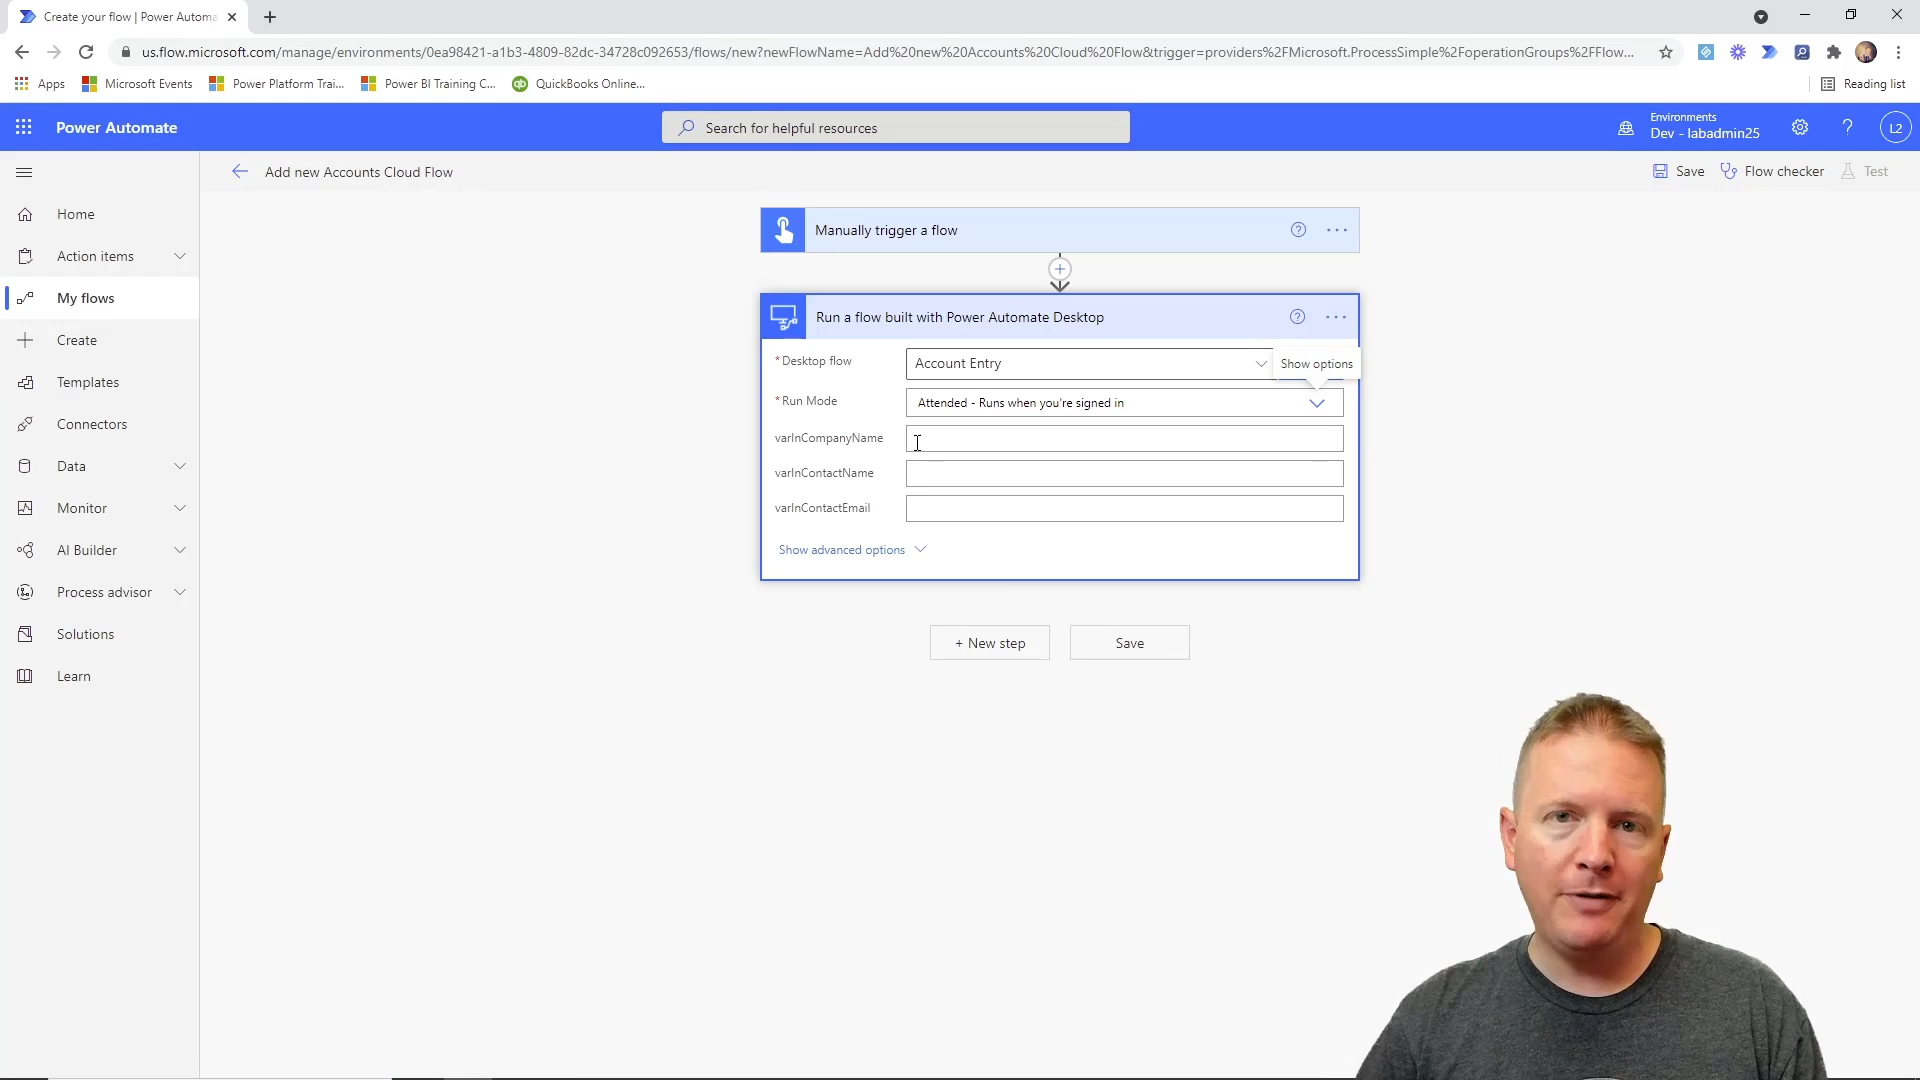 Create your flow | Power Automa
us.flow.microsoft.com/manage/environments/0ea98421-a1b3-4809-82dc-34728c092653/flows/new?newFlowName=Add%20new%20Accounts%20Cloud%20Flow&trigger=providers%2FMicrosoft.ProcessSimple%2FoperationGroups%2FFlow...
Apps
Microsoft Events
Power Platform Trai...
Power BI Training C...
QuickBooks Online...
Reading list
Power Automate
Search for helpful resources
Environments
Dev - labadmin25
L2
Add new Accounts Cloud Flow
Save
Flow checker
Test
Home
Action items
My flows
Create
Templates
Connectors
Data
Monitor
AI Builder
Process advisor
Solutions
Learn
Manually trigger a flow
Run a flow built with Power Automate Desktop
*Desktop flow
Account Entry
Show options
*Run Mode
Attended - Runs when you're signed in
varInCompanyName
varInContactName
varInContactEmail
Show advanced options
+ New step
Save